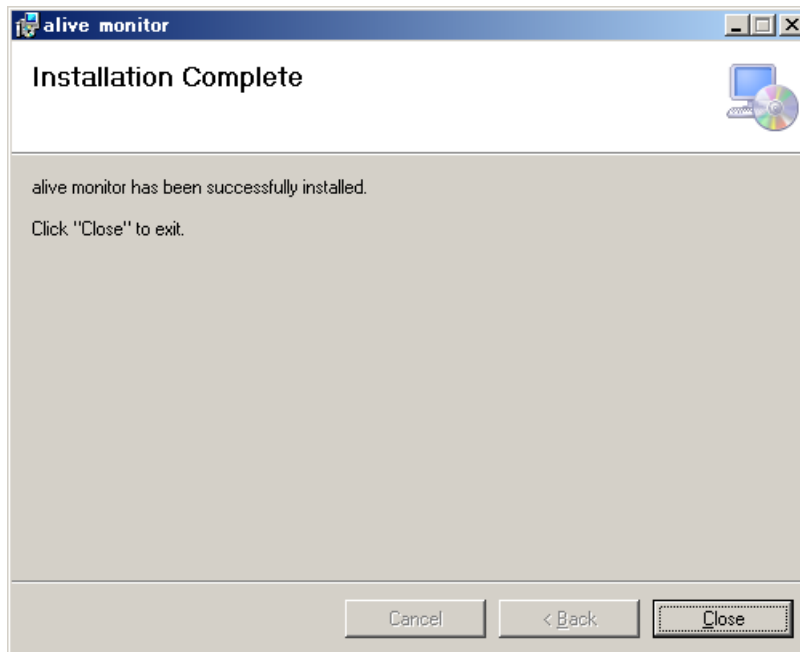 alive monitor
Installation Complete
alive monitor has been successfully installed.
Click "Close" to exit.
Cancel
< Back
Close